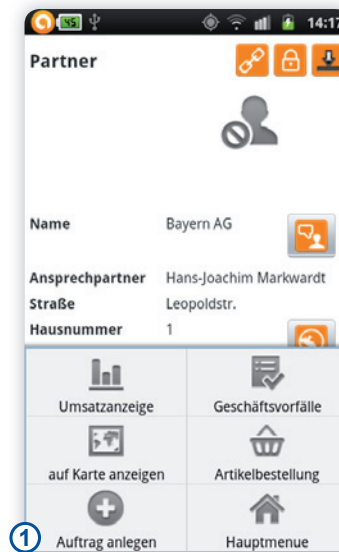 45 14:17
Partner
Name Bayern AG
Ansprechpartner Hans-Joachim Markwardt
Straße Leopoldstr.
Hausnummer 1
Umsatzanzeige Geschäftsvorfälle
auf Karte anzeigen Artikelbestellung
1 Auftrag anlegen Hauptmenue